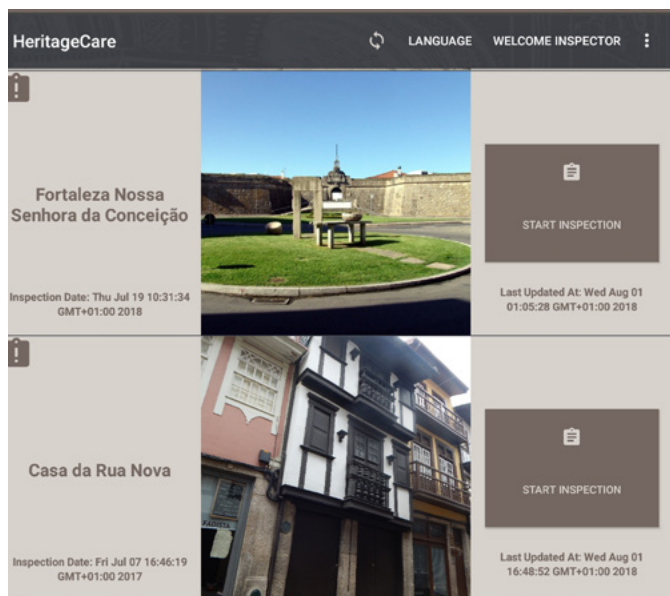 HeritageCare
LANGUAGE
WELCOME INSPECTOR
Fortaleza Nossa
Senhora da Conceição
Inspection Date: Thu Jul 19 10:31:34
GMT+01:00 2018
START INSPECTION
Last Updated At: Wed Aug 01
01:05:28 GMT+01:00 2018
Casa da Rua Nova
Inspection Date: Fri Jul 07 16:46:19
GMT+01:00 2017
FADISTA
START INSPECTION
Last Updated At: Wed Aug 01
16:48:52 GMT+01:00 2018